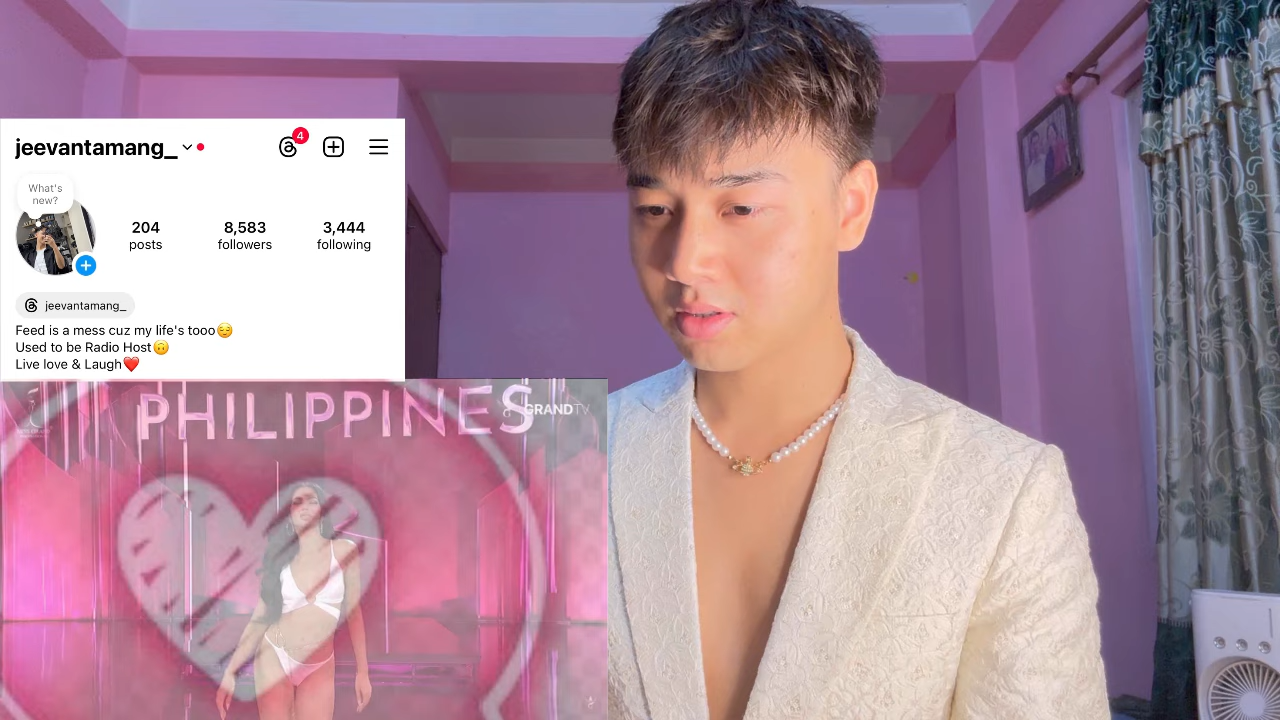 jeevantamang_
4
What's
new?
204
posts
8,583
followers
3,444
following
jeevantamang_
Feed is a mess cuz my life's tooo😌
Used to be Radio Host🙃
Live love & Laugh❤️
PHILIPPINES
GRANDTV